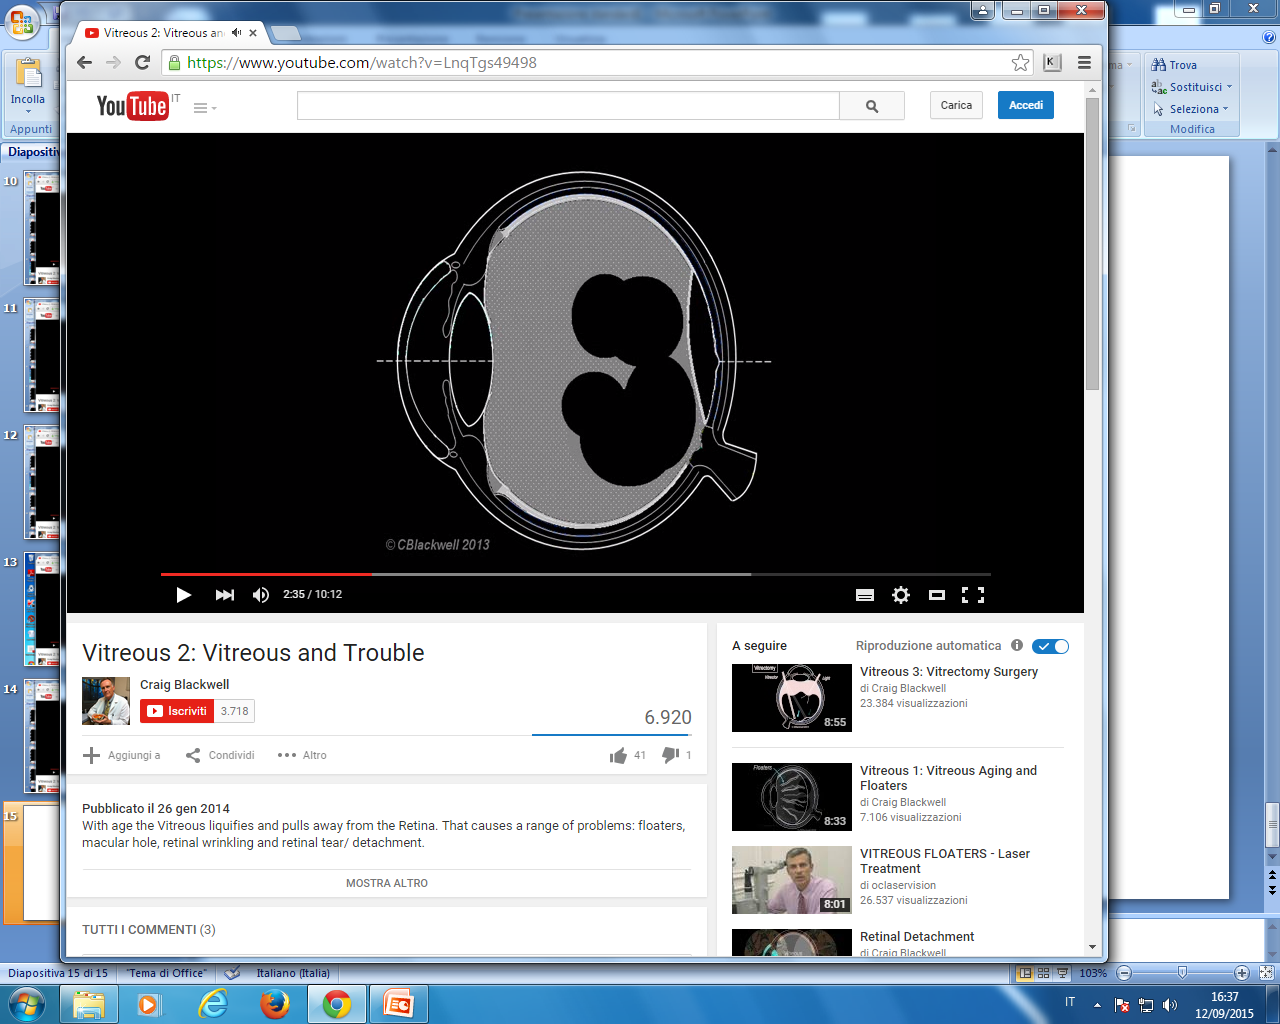 Vitreous 2: Vitreous an
https://www.youtube.com/watch?v=LnqTgs49498
K
YouTube IT
Carica
Accedi
Incolla
Appunti
Trova
Sostituisci
Seleziona
Modifica
Diapositiv
10
11
12
13
14
15
© CBlackwell 2013
2:35 / 10:12
Vitreous 2: Vitreous and Trouble
Craig Blackwell
Iscriviti 3.718
6.920
Aggiungi a
Condividi
Altro
41
1
Pubblicato il 26 gen 2014
With age the Vitreous liquifies and pulls away from the Retina. That causes a range of problems: floaters,
macular hole, retinal wrinkling and retinal tear/ detachment.
MOSTRA ALTRO
TUTTI I COMMENTI (3)
A seguire
Riproduzione automatica
Vitrectomy
Light
8:55
Vitreous 3: Vitrectomy Surgery
di Craig Blackwell
23.384 visualizzazioni
Floaters
8:33
Vitreous 1: Vitreous Aging and
Floaters
di Craig Blackwell
7.106 visualizzazioni
8:01
VITREOUS FLOATERS - Laser
Treatment
di oclaservision
26.537 visualizzazioni
Retinal Detachment
di Craig Blackwell
Diapositiva 15 di 15
"Tema di Office"
Italiano (Italia)
103%
IT
16:37
12/09/2015